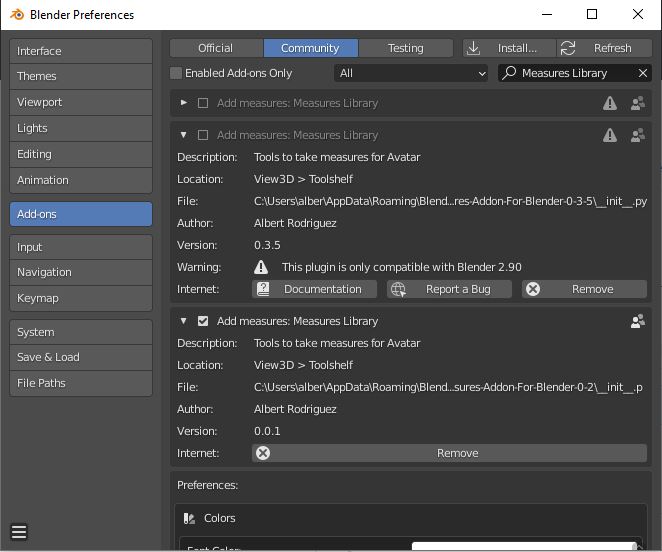 Blender Preferences
Interface
Themes
Viewport
Lights
Editing
Animation
Add-ons
Input
Navigation
Keymap
System
Save & Load
File Paths
Official Community Testing Install... Refresh
Enabled Add-ons Only All Measures Library
Add measures: Measures Library
Add measures: Measures Library
Description: Tools to take measures for Avatar
Location: View3D > Toolshelf
File: C:\Users\alber\AppData\Roaming\Blend...res-Addon-For-Blender-0-3-5\__init__.py
Author: Albert Rodriguez
Version: 0.3.5
Warning: This plugin is only compatible with Blender 2.90
Internet: Documentation Report a Bug Remove
Add measures: Measures Library
Description: Tools to take measures for Avatar
Location: View3D > Toolshelf
File: C:\Users\alber\AppData\Roaming\Blend...sures-Addon-For-Blender-0-2\__init__.p
Author: Albert Rodriguez
Version: 0.0.1
Internet: Remove
Preferences:
Colors
Font Color: